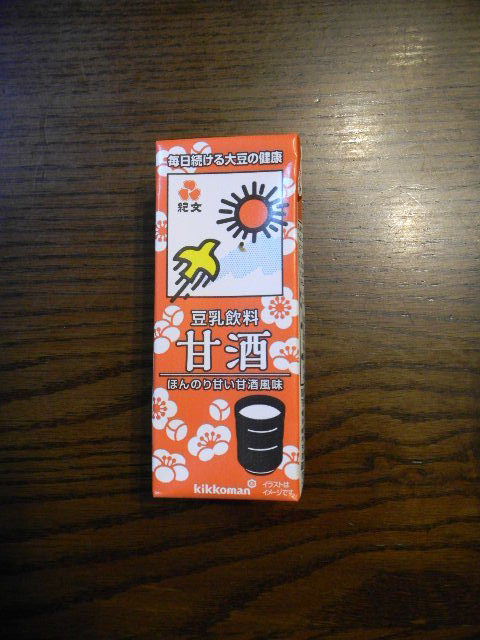 毎日続ける大豆の健康
紀文
豆乳飲料
甘酒
ほんのり甘い甘酒風味
kikkoman
イラストは
イメージです。